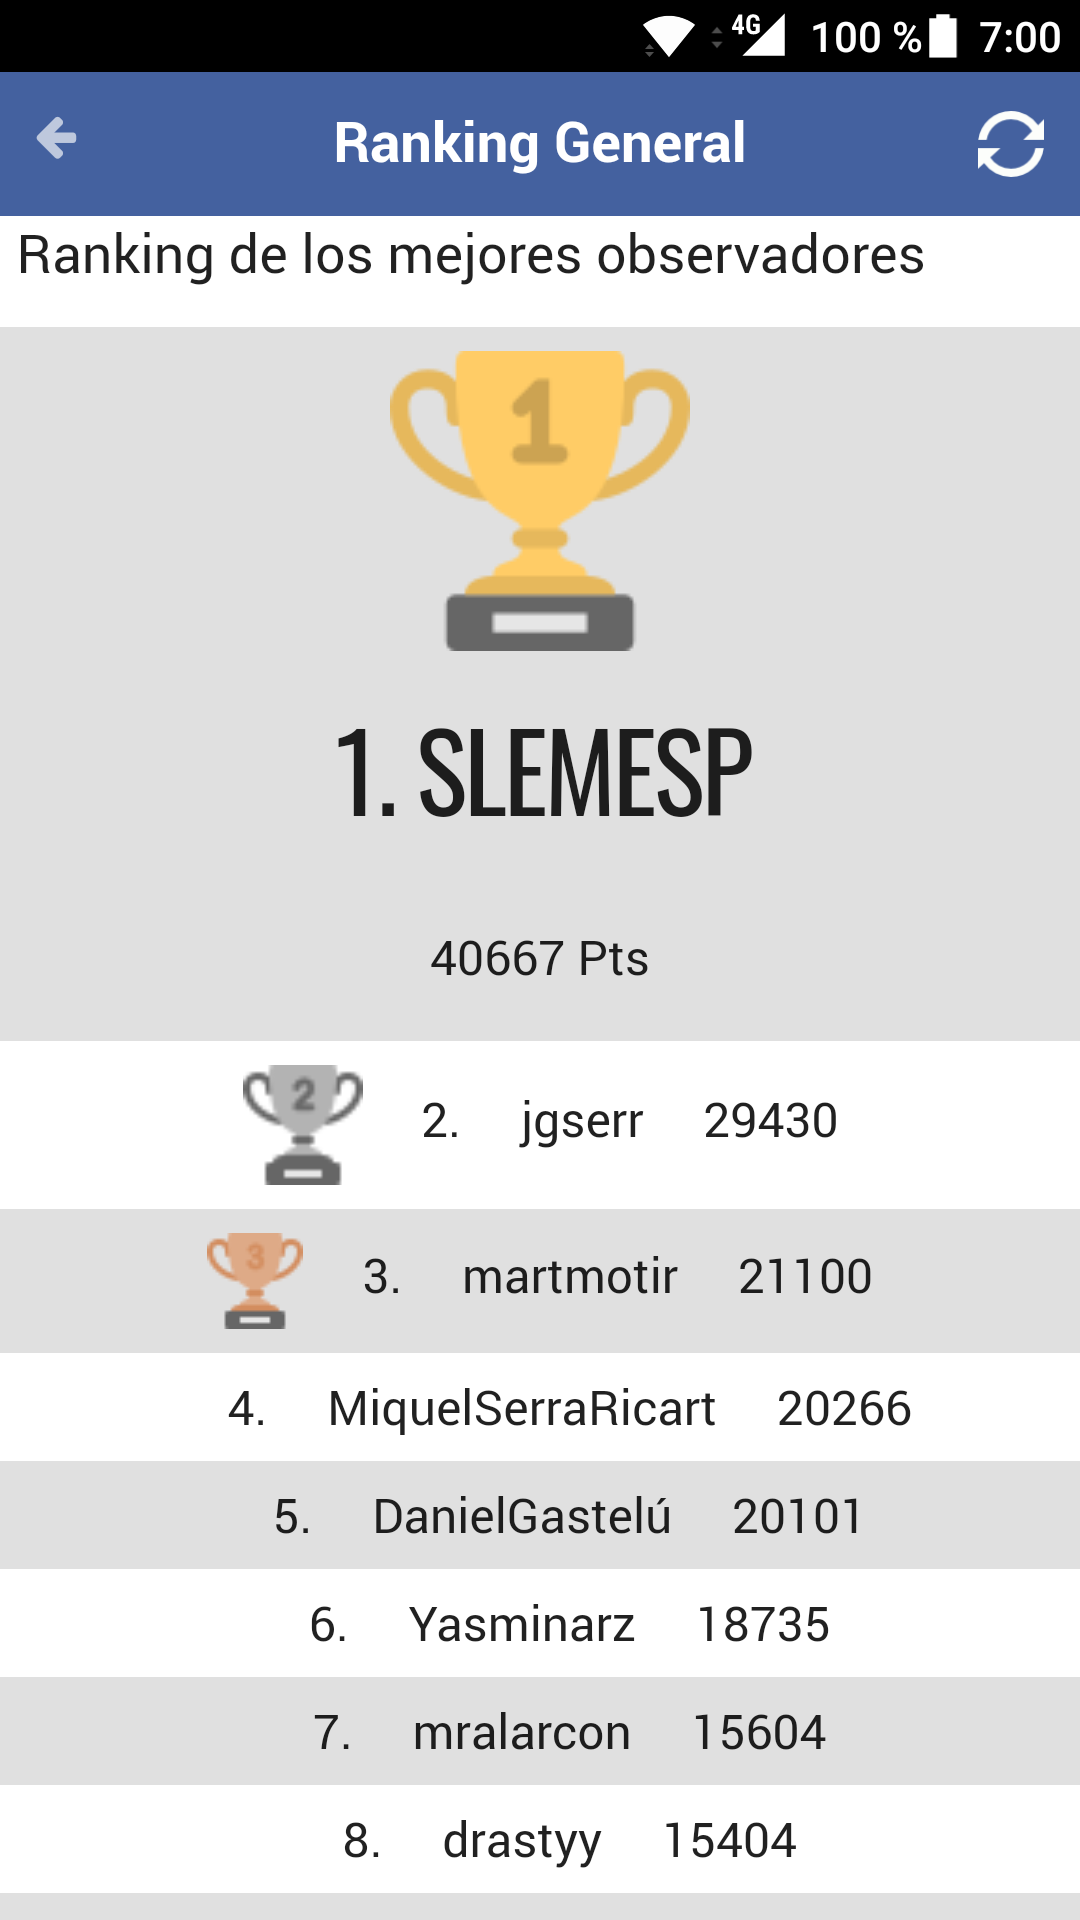 4G 100 % 7:00
Ranking General
Ranking de los mejores observadores
1
1. SLEMESP
40667 Pts
2 2. jgserr 29430
3 3. martmotir 21100
4. MiquelSerraRicart 20266
5. DanielGastelú 20101
6. Yasminarz 18735
7. mralarcon 15604
8. drastyy 15404